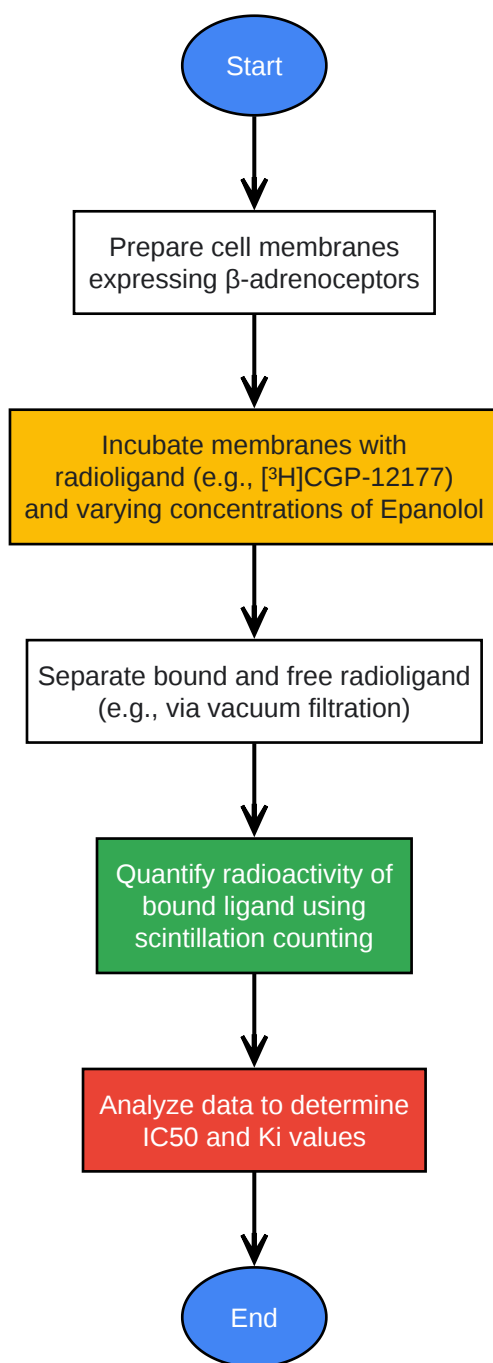 Start
Prepare cell membranes
expressing β-adrenoceptors
Incubate membranes with
radioligand (e.g., [³H]CGP-12177)
and varying concentrations of Epanolol
Separate bound and free radioligand
(e.g., via vacuum filtration)
Quantify radioactivity of
bound ligand using
scintillation counting
Analyze data to determine
IC50 and Ki values
End